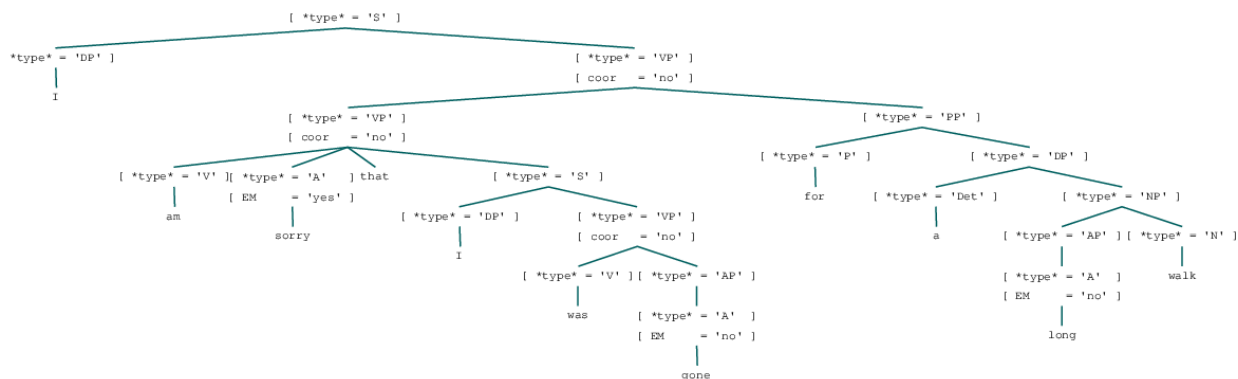 [ *type* = 'S' ]
*type* = 'DP' ] [ *type* = 'VP' ]
[ coor = 'no' ]
I
[ *type* = 'VP' ] [ *type* = 'PP' ]
[ coor = 'no' ]
[ *type* = 'P' ] [ *type* = 'DP' ]
[ *type* = 'V' ] [ *type* = 'A' ] that [ *type* = 'S' ]
[ EM = 'yes' ] for [ *type* = 'Det' ] [ *type* = 'NP' ]
am [ *type* = 'DP' ] [ *type* = 'VP' ]
sorry [ coor = 'no' ] a [ *type* = 'AP' ] [ *type* = 'N' ]
I
[ *type* = 'V' ] [ *type* = 'AP' ] [ *type* = 'A' ] walk
[ EM = 'no' ]
was [ *type* = 'A' ]
[ EM = 'no' ] long
gone